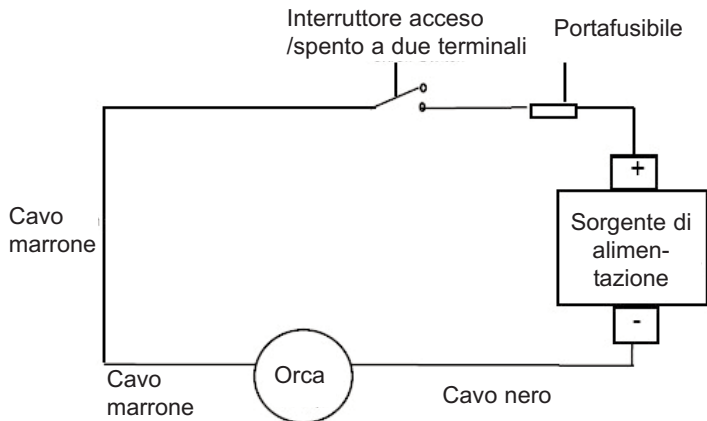 Interruttore acceso
/spento a due terminali
Portafusibile
+
Cavo
marrone
Sorgente di
alimen-
tazione
-
Cavo
marrone
Orca
Cavo nero